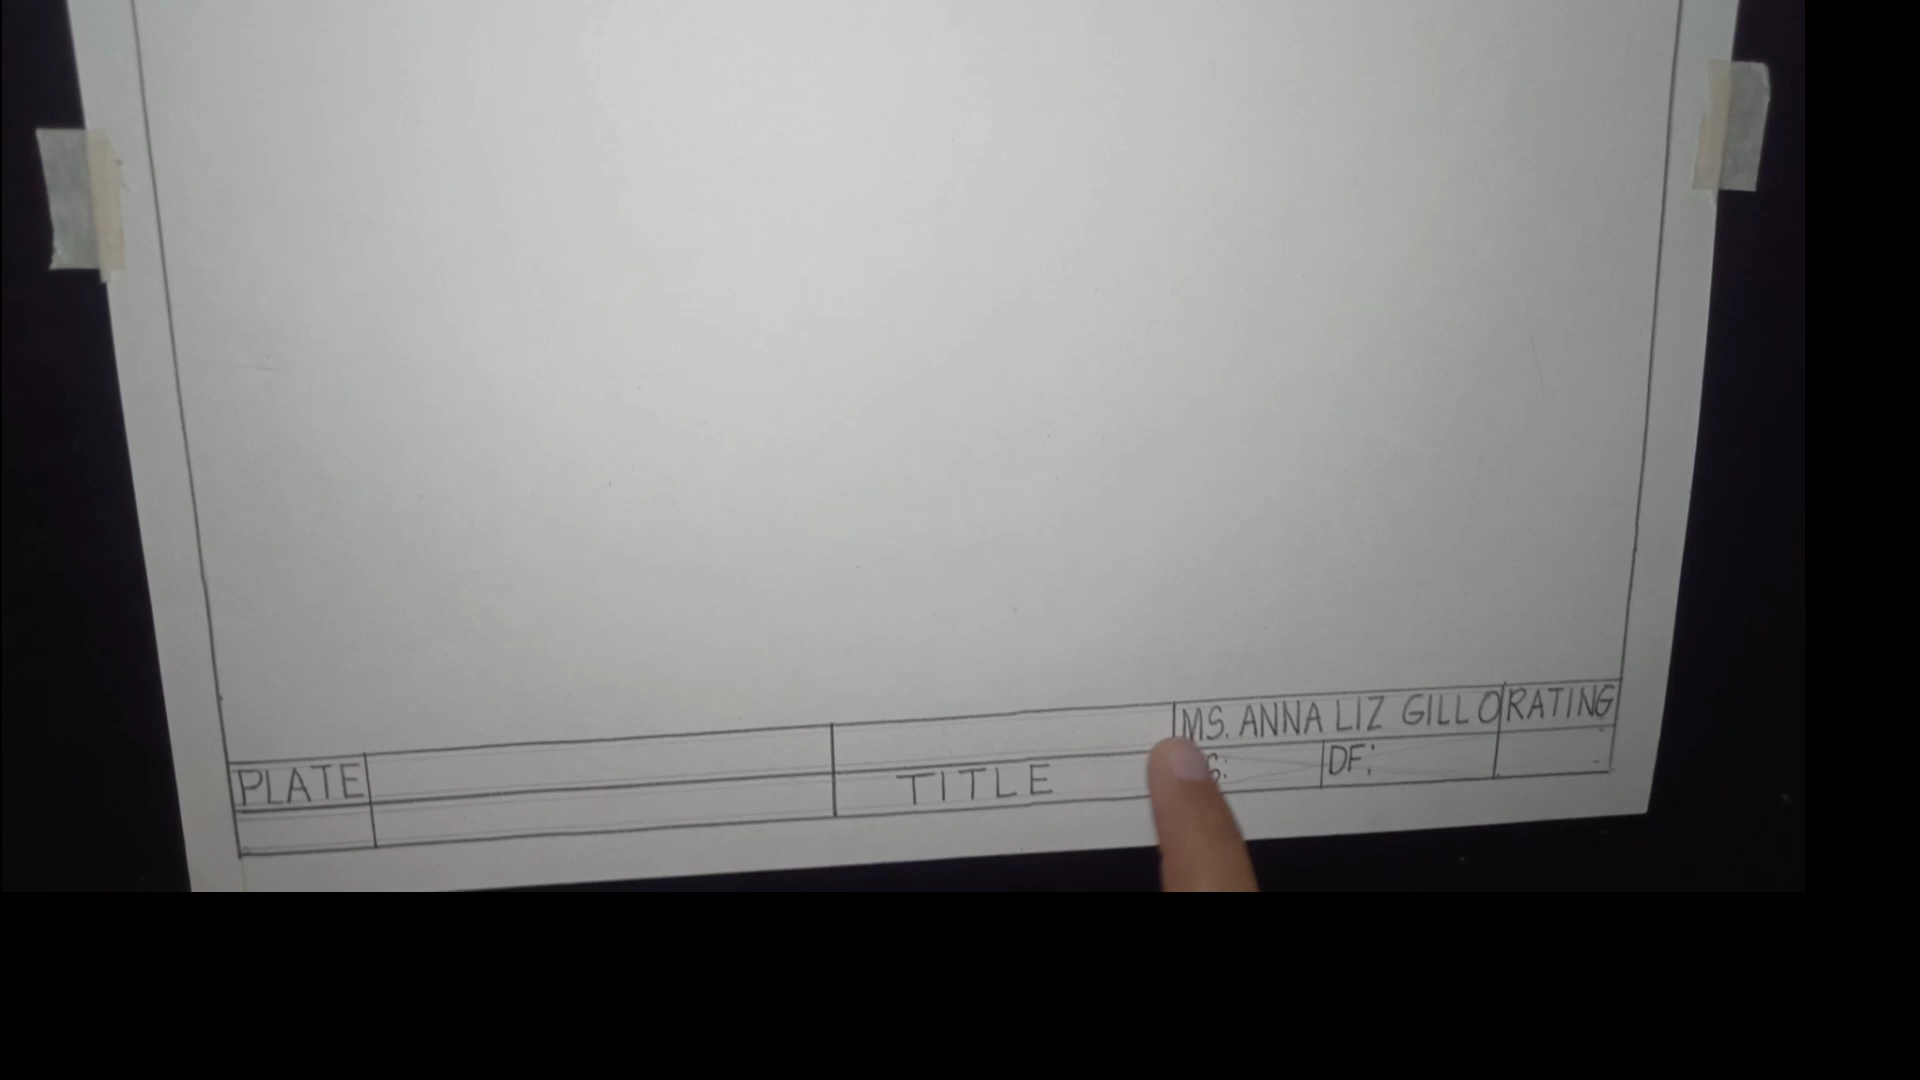 MS. ANNA LIZ GILLO RATING
PLATE TITLE S: DF: